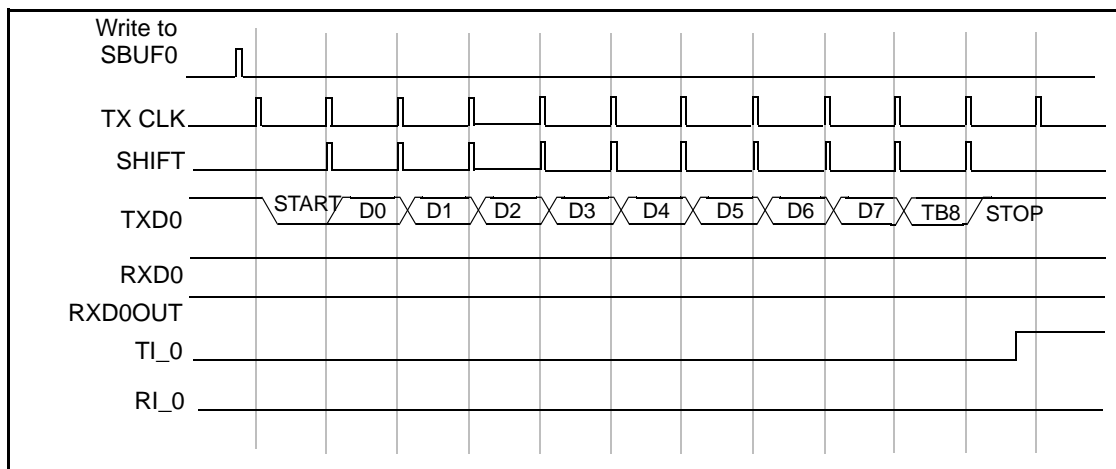 Write to
SBUF0
TX CLK
SHIFT
TXD0 START D0 D1 D2 D3 D4 D5 D6 D7 TB8 STOP
RXD0
RXD0OUT
TI_0
RI_0